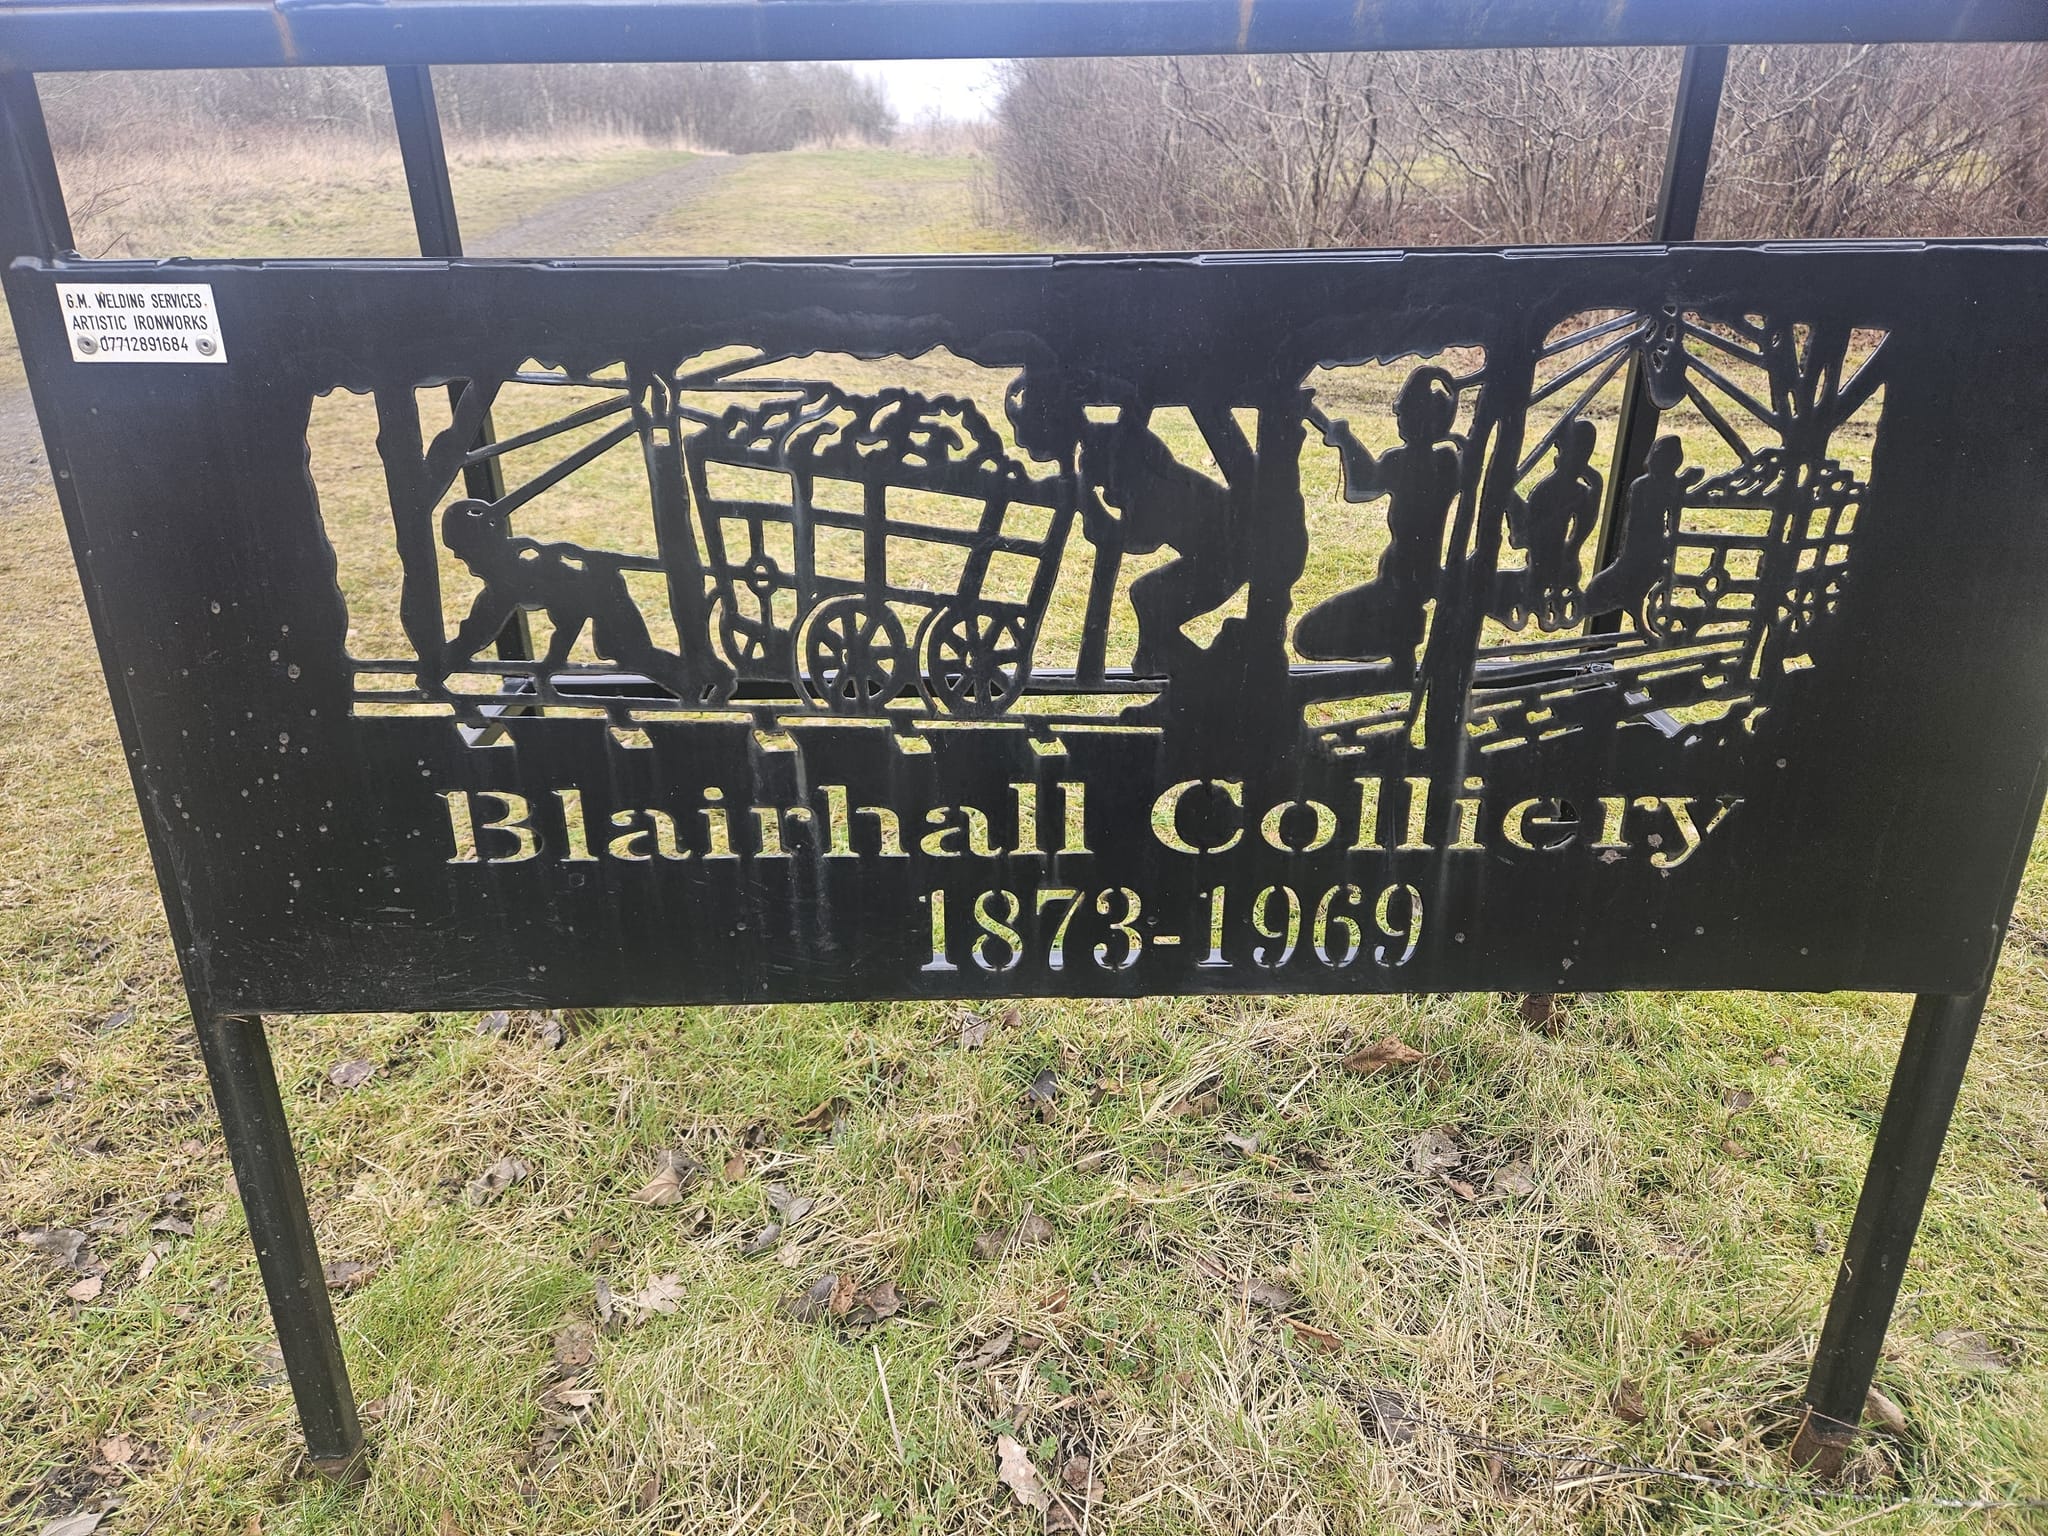 G.M. WELDING SERVICES.
ARTISTIC IRONWORKS
07712891684
Blairhall Colliery
1873-1969